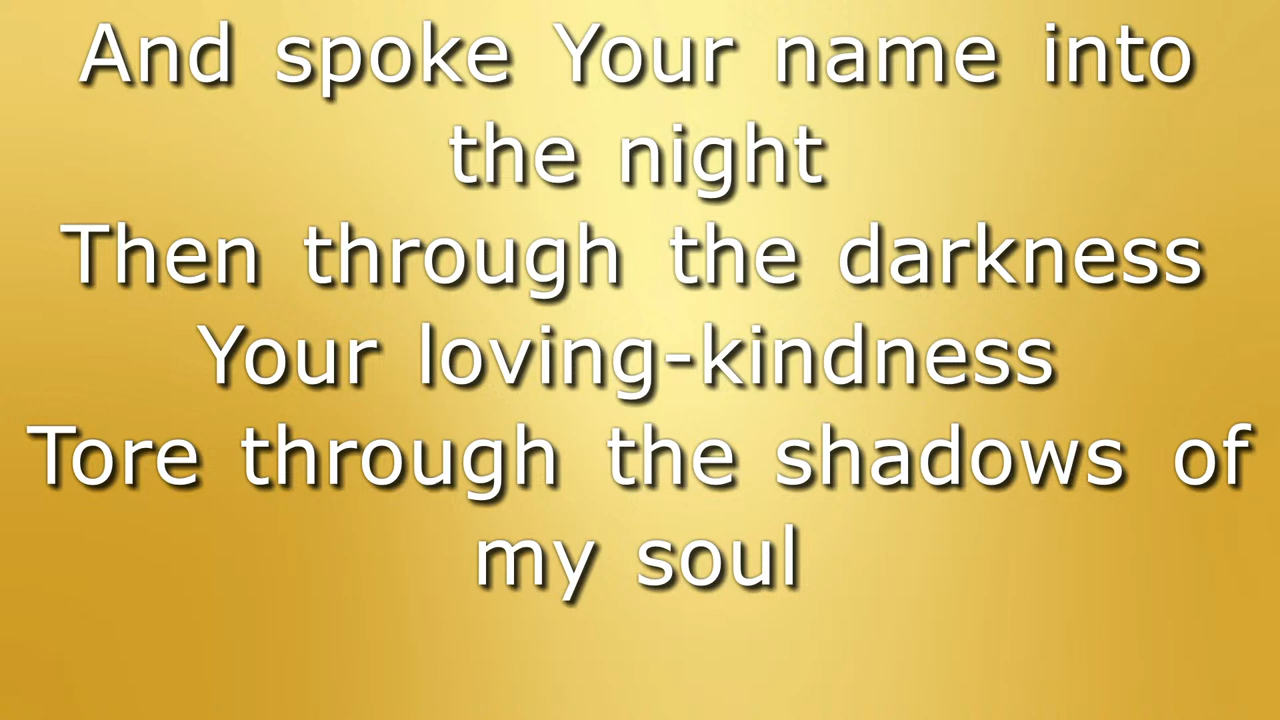 And spoke Your name into
the night
Then through the darkness
Your loving-kindness
Tore through the shadows of
my soul